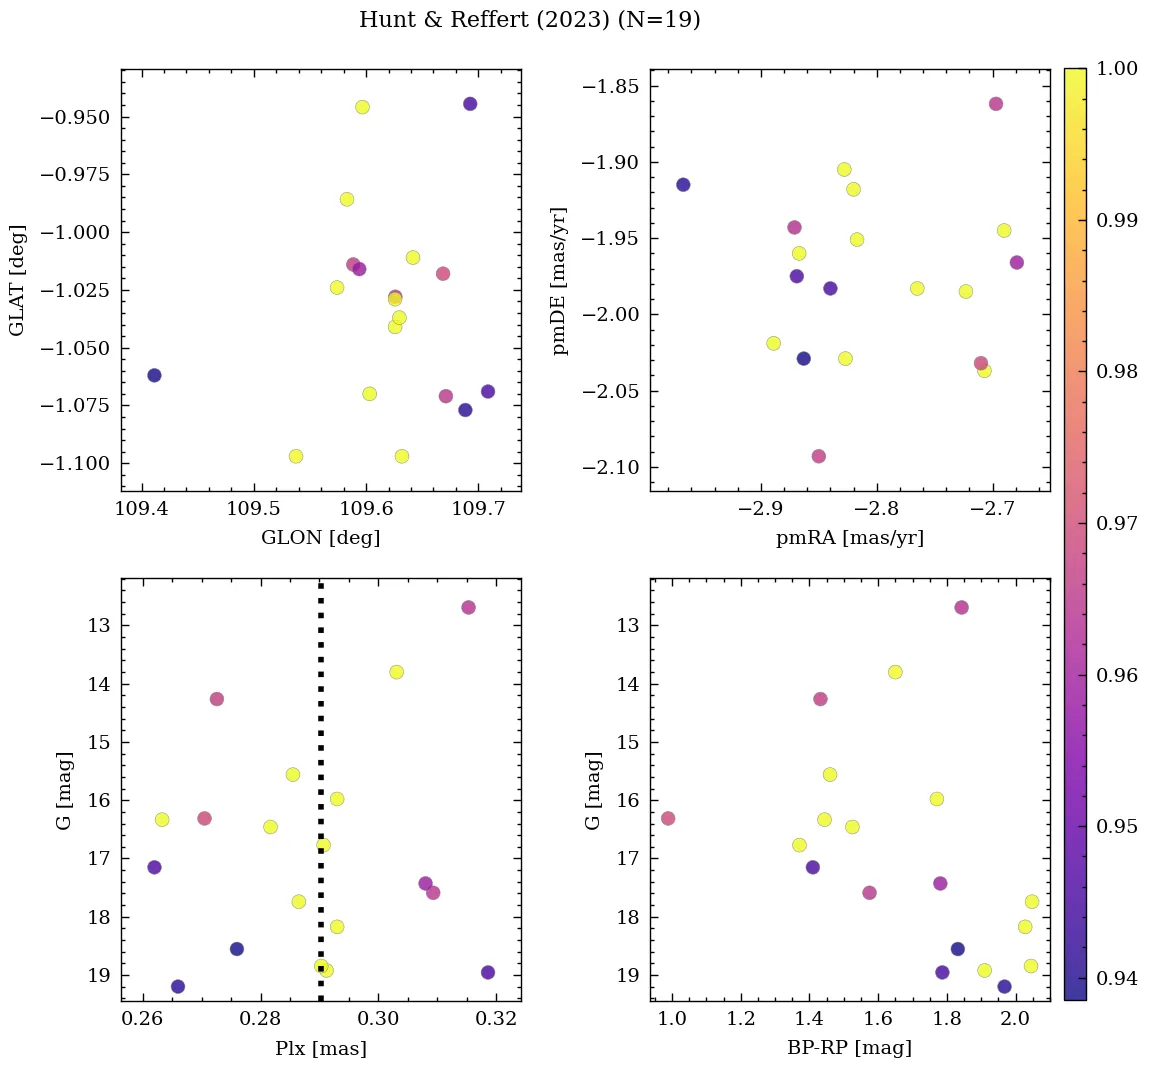 Hunt & Reffert (2023) (N=19)
−0.950
−0.975
−1.000
−1.025
−1.050
−1.075
−1.100
GLAT [deg]
109.4 109.5 109.6 109.7
GLON [deg]
−1.85
−1.90
−1.95
−2.00
−2.05
−2.10
pmDE [mas/yr]
−2.9 −2.8 −2.7
pmRA [mas/yr]
13
14
15
16
17
18
19
G [mag]
0.26 0.28 0.30 0.32
Plx [mas]
13
14
15
16
17
18
19
G [mag]
1.0 1.2 1.4 1.6 1.8 2.0
BP-RP [mag]
1.00
0.99
0.98
0.97
0.96
0.95
0.94